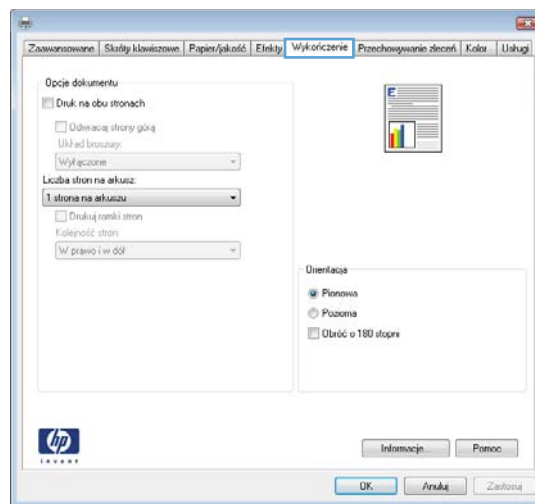 Zaawansowane Skróty klawiszowe Papier/jakość Efekty Wykończenie Przechowywanie zleceń Kolor Usługi
Opcje dokumentu
Druk na obu stronach
Odwracaj strony górą
Układ broszury:
Wyłączone
Liczba stron na arkusz:
1 strona na arkuszu
Drukuj ramki stron
Kolejność stron:
W prawo i w dół
E
Orientacja
Pionowa
Pozioma
Obróć o 180 stopni
hp
invent
Informacje... Pomoc
OK Anuluj Zastosuj